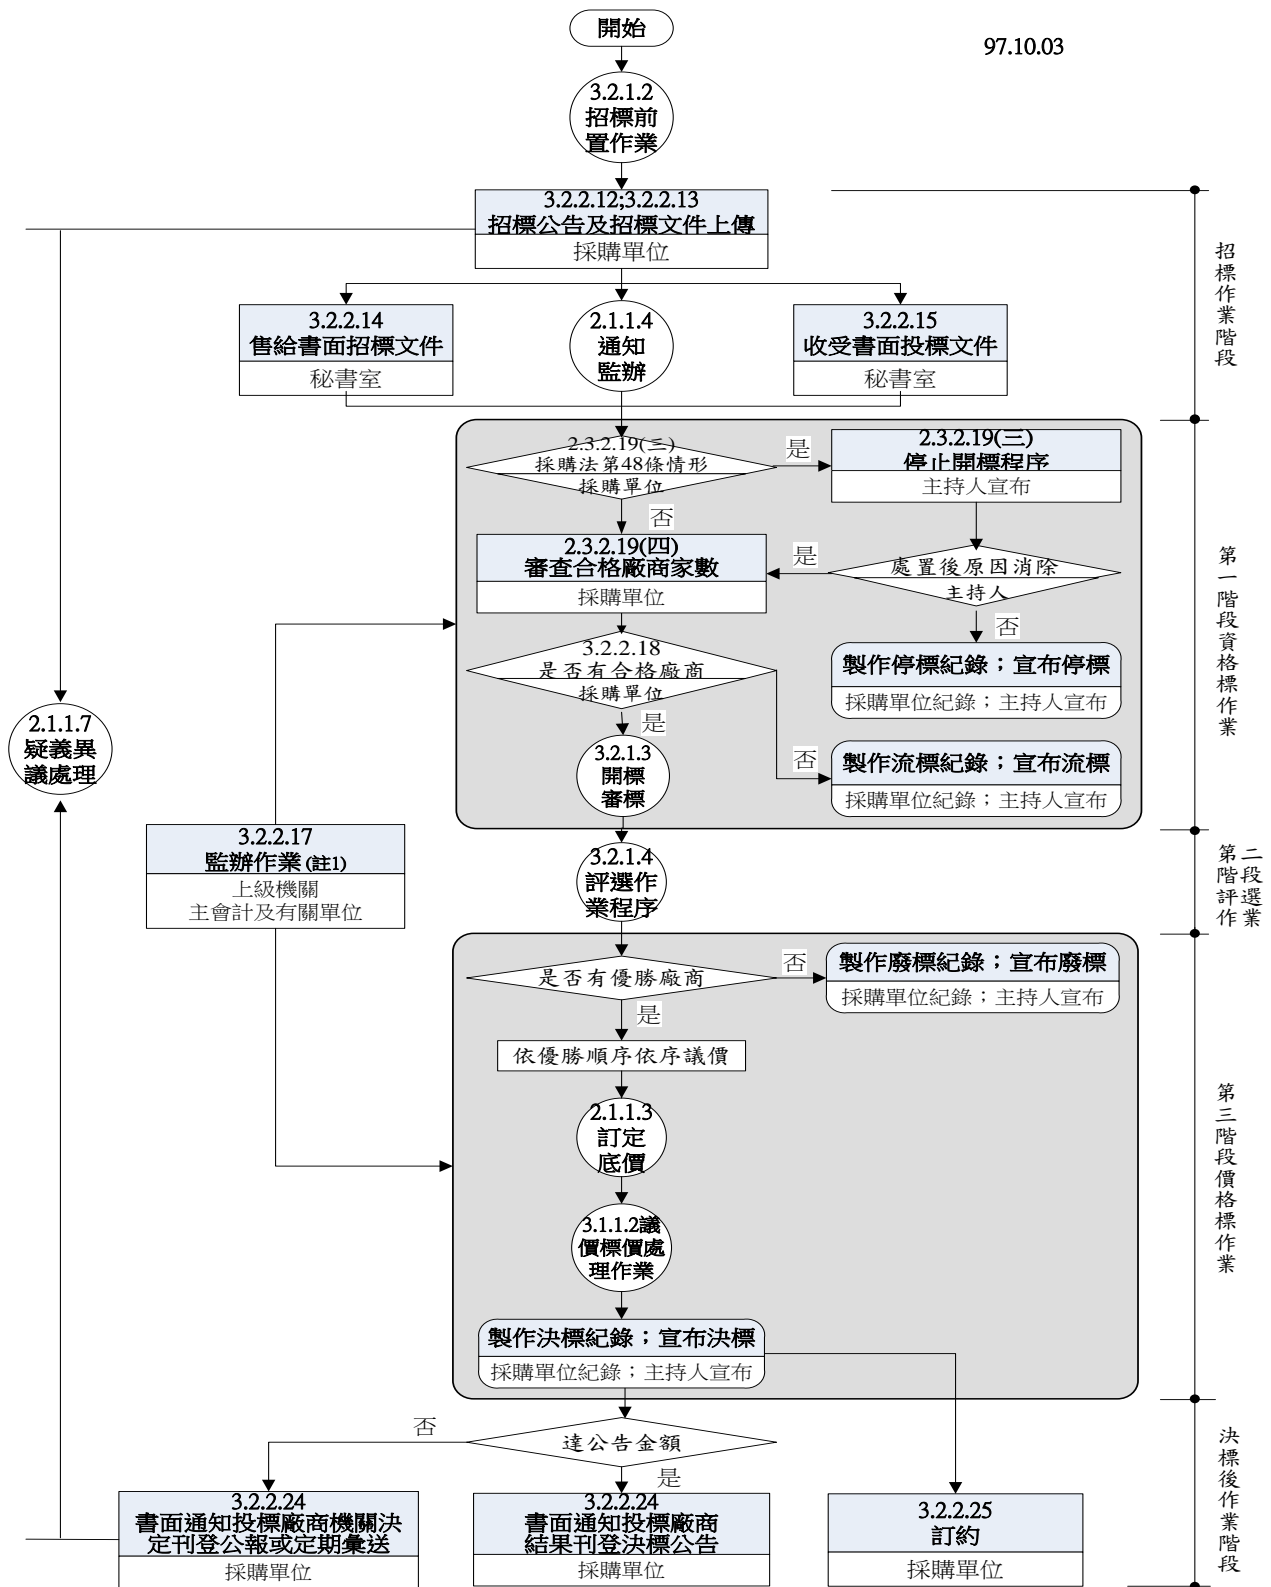 開始
97.10.03
3.2.1.2
招標前
置作業
3.2.2.12;3.2.2.13
招標公告及招標文件上傳
採購單位
招標作業階段
3.2.2.14
售給書面招標文件
秘書室
2.1.1.4
通知
監辦
3.2.2.15
收受書面投標文件
秘書室
2.3.2.19(三)
採購法第48條情形
採購單位
是
2.3.2.19(三)
停止開標程序
主持人宣布
否
2.3.2.19(四)
審查合格廠商家數
採購單位
是
處置後原因消除
主持人
否
第一階段資格標作業
3.2.2.18
是否有合格廠商
採購單位
製作停標紀錄；宣布停標
採購單位紀錄；主持人宣布
是
否
3.2.1.3
開標
審標
製作流標紀錄；宣布流標
採購單位紀錄；主持人宣布
2.1.1.7
疑義異
議處理
3.2.2.17
監辦作業(註1)
上級機關
主會計及有關單位
3.2.1.4
評選作
業程序
第二
階段
評選
作業
是否有優勝廠商
否
製作廢標紀錄；宣布廢標
採購單位紀錄；主持人宣布
是
依優勝順序依序議價
2.1.1.3
訂定
底價
第三階段價格標作業
3.1.1.2議
價標價處
理作業
製作決標紀錄；宣布決標
採購單位紀錄；主持人宣布
否
達公告金額
是
決標後作業階段
3.2.2.24
書面通知投標廠商機關決
定刊登公報或定期彙送
採購單位
3.2.2.24
書面通知投標廠商
結果刊登決標公告
採購單位
3.2.2.25
訂約
採購單位